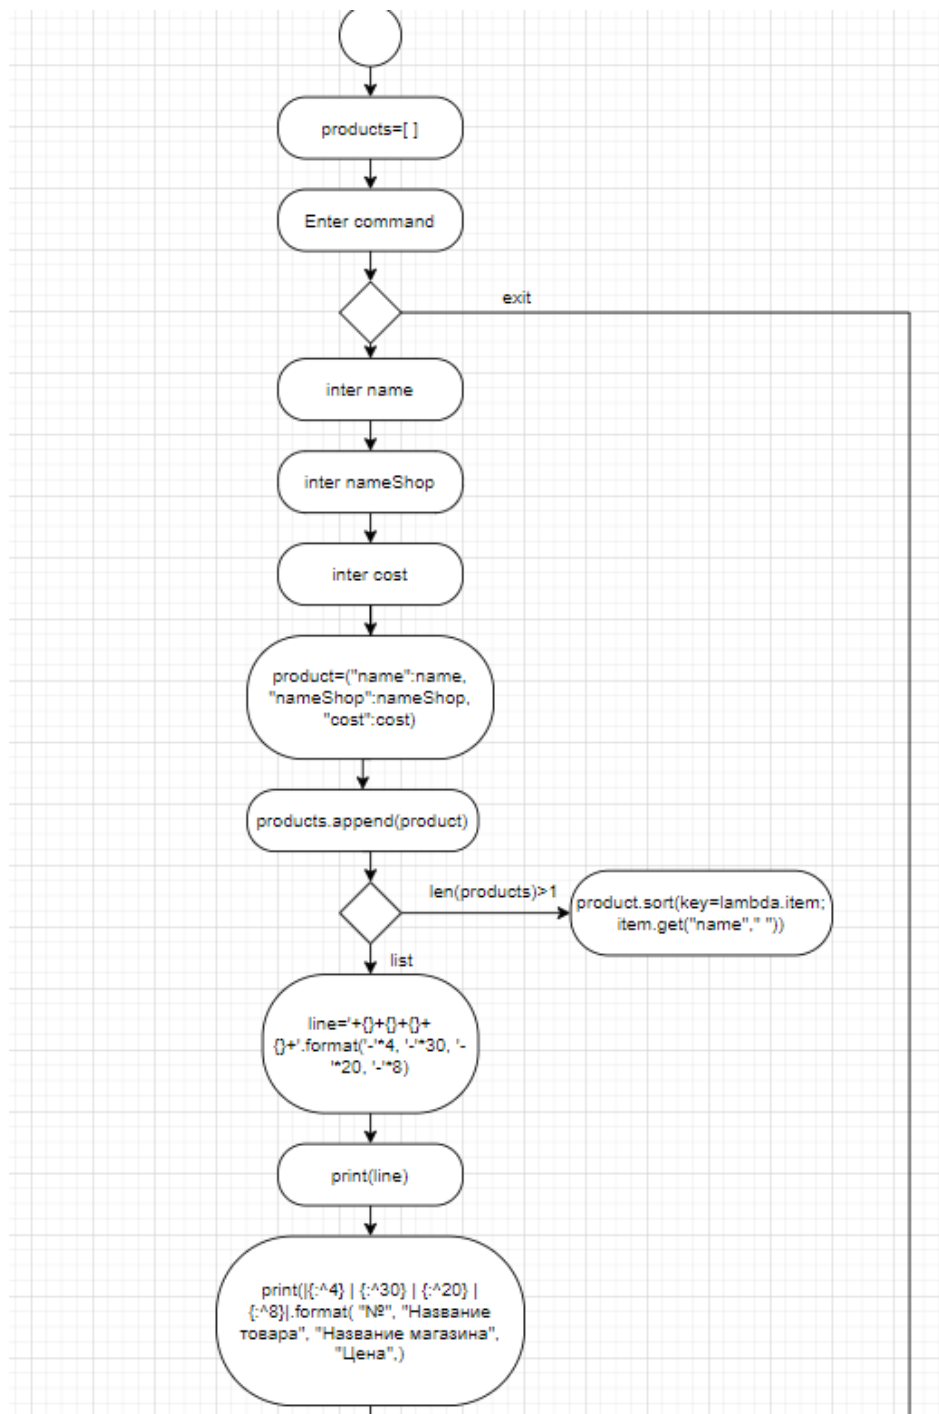 products=[ ]
Enter command
exit
inter name
inter nameShop
inter cost
product=("name":name,
"nameShop":nameShop,
"cost":cost)
products.append(product)
len(products)>1
product.sort(key=lambda.item;
item.get("name"," "))
list
line='+{}+{}+{}+
{}+'.format('-'*4, '-'*30, '-
'*20, '-'*8)
print(line)
print(|{:^4} | {:^30} | {:^20} |
{:^8}|.format( "№", "Название
товара", "Название магазина",
"Цена",)